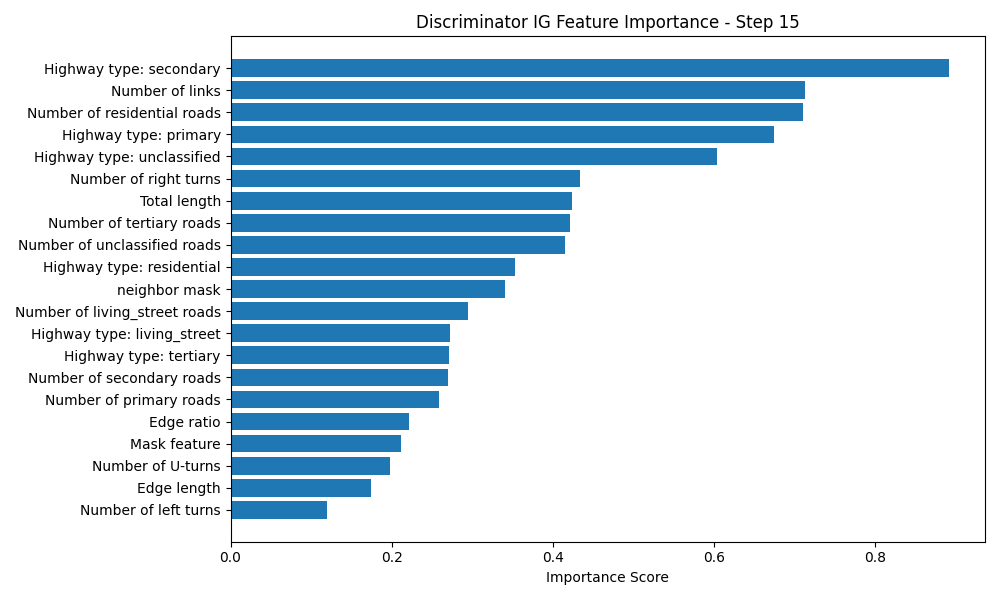 Discriminator IG Feature Importance - Step 15
Highway type: secondary
Number of links
Number of residential roads
Highway type: primary
Highway type: unclassified
Number of right turns
Total length
Number of tertiary roads
Number of unclassified roads
Highway type: residential
neighbor mask
Number of living_street roads
Highway type: living_street
Highway type: tertiary
Number of secondary roads
Number of primary roads
Edge ratio
Mask feature
Number of U-turns
Edge length
Number of left turns
0.0 0.2 0.4 0.6 0.8
Importance Score